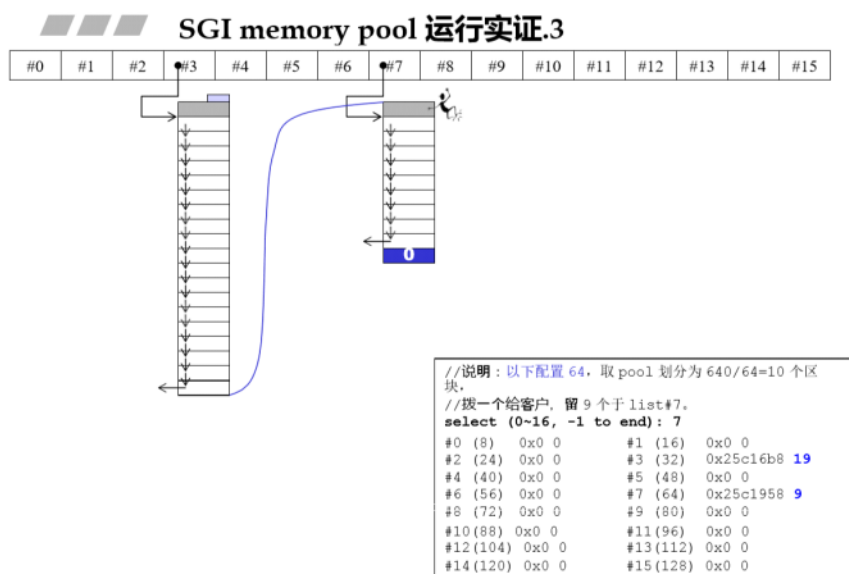 SGI memory pool 运行实证.3
#0 #1 #2 #3 #4 #5 #6 #7 #8 #9 #10 #11 #12 #13 #14 #15
0
//说明：以下配置 64，取 pool 划分为 640/64=10 个区
块，
//拨一个给客户，留 9 个于 list#7。
select (0~16, -1 to end): 7
#0 (8) 0x0 0 #1 (16) 0x0 0
#2 (24) 0x0 0 #3 (32) 0x25c16b8 19
#4 (40) 0x0 0 #5 (48) 0x0 0
#6 (56) 0x0 0 #7 (64) 0x25c1958 9
#8 (72) 0x0 0 #9 (80) 0x0 0
#10(88) 0x0 0 #11(96) 0x0 0
#12(104) 0x0 0 #13(112) 0x0 0
#14(120) 0x0 0 #15(128) 0x0 0